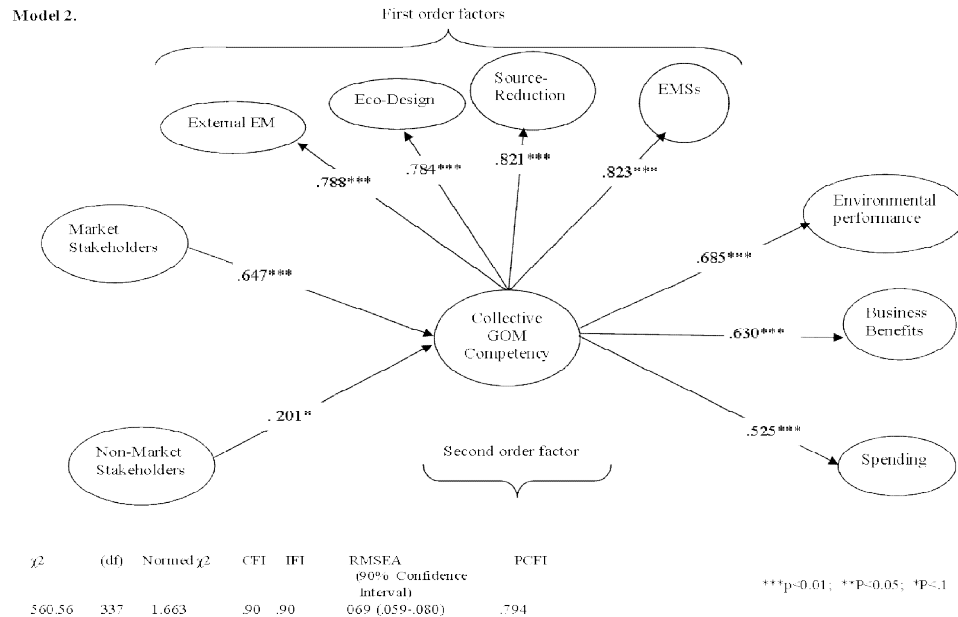 Model 2.
First order factors
External EM
Eco-Design
Source-
Reduction
EMSs
.788***
.784***
.821***
.823***
Market
Stakeholders
.647***
Environmental
performance
.685***
Collective
GOM
Competency
Business
Benefits
.630***
.201*
.525***
Non-Market
Stakeholders
Second order factor
Spending
χ2 (df) Normed χ2 CFI IFI RMSEA PCFI
(90% Confidence
Interval)
560.56 337 1.663 .90 .90 069 (.059-.080) .794
***p<0.01; **P<0.05; *P<.1